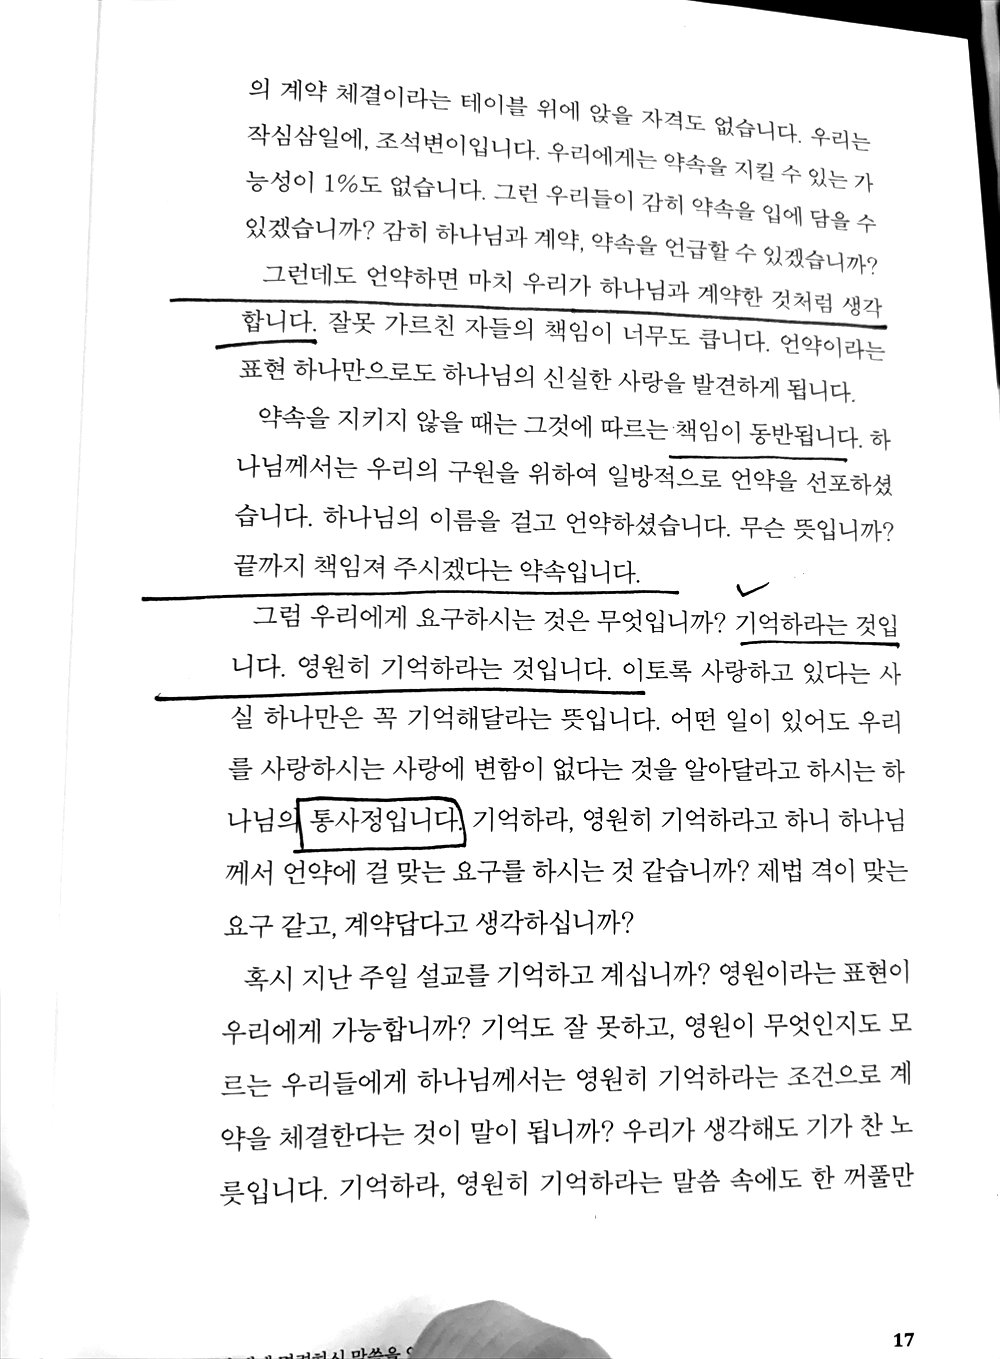 의 계약 체결이라는 테이블 위에 앉을 자격도 없습니다. 우리는
작심삼일에, 조석변이입니다. 우리에게는 약속을 지킬 수 있는 가
능성이 1%도 없습니다. 그런 우리들이 감히 약속을 입에 담을 수
있겠습니까? 감히 하나님과 계약, 약속을 언급할 수 있겠습니까?
그런데도 언약하면 마치 우리가 하나님과 계약한 것처럼 생각
합니다. 잘못 가르친 자들의 책임이 너무도 큽니다. 언약이라는
표현 하나만으로도 하나님의 신실한 사랑을 발견하게 됩니다.
약속을 지키지 않을 때는 그것에 따르는 책임이 동반됩니다. 하
나님께서는 우리의 구원을 위하여 일방적으로 언약을 선포하셨
습니다. 하나님의 이름을 걸고 언약하셨습니다. 무슨 뜻입니까?
끝까지 책임져 주시겠다는 약속입니다.
그럼 우리에게 요구하시는 것은 무엇입니까? 기억하라는 것입
니다. 영원히 기억하라는 것입니다. 이토록 사랑하고 있다는 사
실 하나만은 꼭 기억해달라는 뜻입니다. 어떤 일이 있어도 우리
를 사랑하시는 사랑에 변함이 없다는 것을 알아달라고 하시는 하
나님의 통사정입니다. 기억하라, 영원히 기억하라고 하니 하나님
께서 언약에 걸 맞는 요구를 하시는 것 같습니까? 제법 격이 맞는
요구 같고, 계약답다고 생각하십니까?
혹시 지난 주일 설교를 기억하고 계십니까? 영원이라는 표현이
우리에게 가능합니까? 기억도 잘 못하고, 영원이 무엇인지도 모
르는 우리들에게 하나님께서는 영원히 기억하라는 조건으로 계
약을 체결한다는 것이 말이 됩니까? 우리가 생각해도 기가 찬 노
릇입니다. 기억하라, 영원히 기억하라는 말씀 속에도 한 꺼풀만
말씀을
17